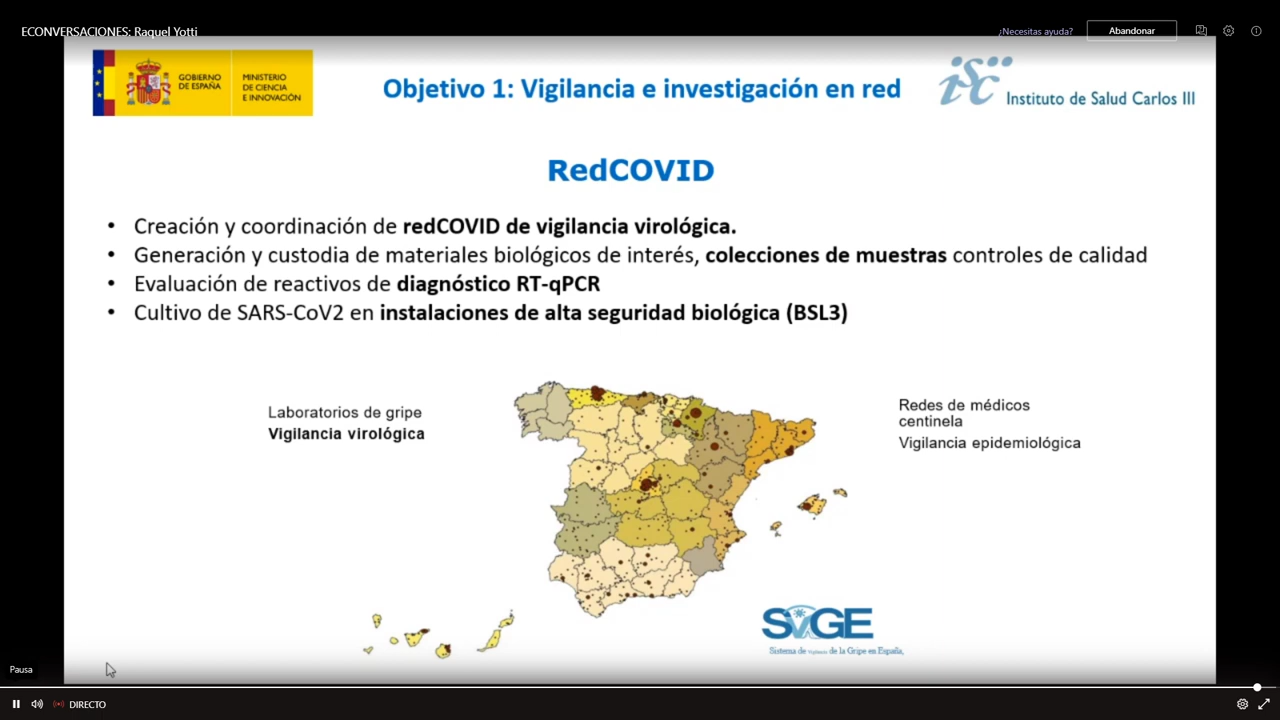 ECONVERSACIONES: Raquel Yotti
¿Necesitas ayuda?
Abandonar
GOBIERNO
DE ESPAÑA
MINISTERIO
DE CIENCIA
E INNOVACIÓN
Objetivo 1: Vigilancia e investigación en red
isc
Instituto de Salud Carlos III
RedCOVID
• Creación y coordinación de redCOVID de vigilancia virológica.
• Generación y custodia de materiales biológicos de interés, colecciones de muestras controles de calidad
• Evaluación de reactivos de diagnóstico RT-qPCR
• Cultivo de SARS-CoV2 en instalaciones de alta seguridad biológica (BSL3)
Laboratorios de gripe
Vigilancia virológica
Redes de médicos
centinela
Vigilancia epidemiológica
SVGE
Sistema de Vigilancia de la Gripe en España,
Pausa
DIRECTO